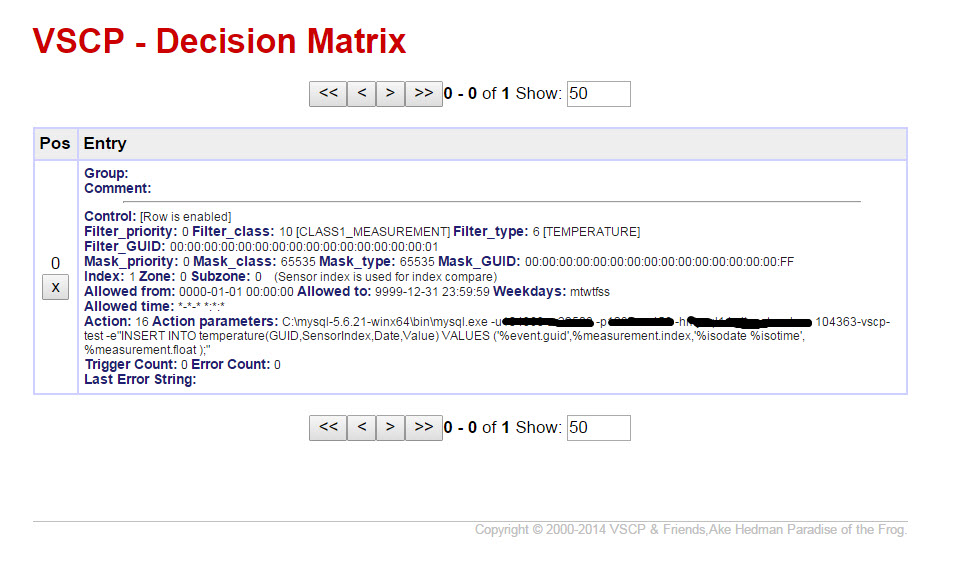 VSCP - Decision Matrix
<< < > >> 0 - 0 of 1 Show: 50
Pos Entry
Group:
Comment:
Control: [Row is enabled]
Filter_priority: 0 Filter_class: 10 [CLASS1_MEASUREMENT] Filter_type: 6 [TEMPERATURE]
Filter_GUID: 00:00:00:00:00:00:00:00:00:00:00:00:00:00:00:01
0
x
Mask_priority: 0 Mask_class: 65535 Mask_type: 65535 Mask_GUID: 00:00:00:00:00:00:00:00:00:00:00:00:00:00:00:FF
Index: 1 Zone: 0 Subzone: 0 (Sensor index is used for index compare)
Allowed from: 0000-01-01 00:00:00 Allowed to: 9999-12-31 23:59:59 Weekdays: mtwtfss
Allowed time: *-*-* *:*:*
Action: 16 Action parameters: C:\mysql-5.6.21-winx64\bin\mysql.exe -u -p -h 104363-vscp-
test -e"INSERT INTO temperature(GUID,SensorIndex,Date,Value) VALUES ('%event.guid',%measurement.index,'%isodate %isotime',
%measurement.float );"
Trigger Count: 0 Error Count: 0
Last Error String:
<< < > >> 0 - 0 of 1 Show: 50
Copyright © 2000-2014 VSCP & Friends,Ake Hedman Paradise of the Frog.